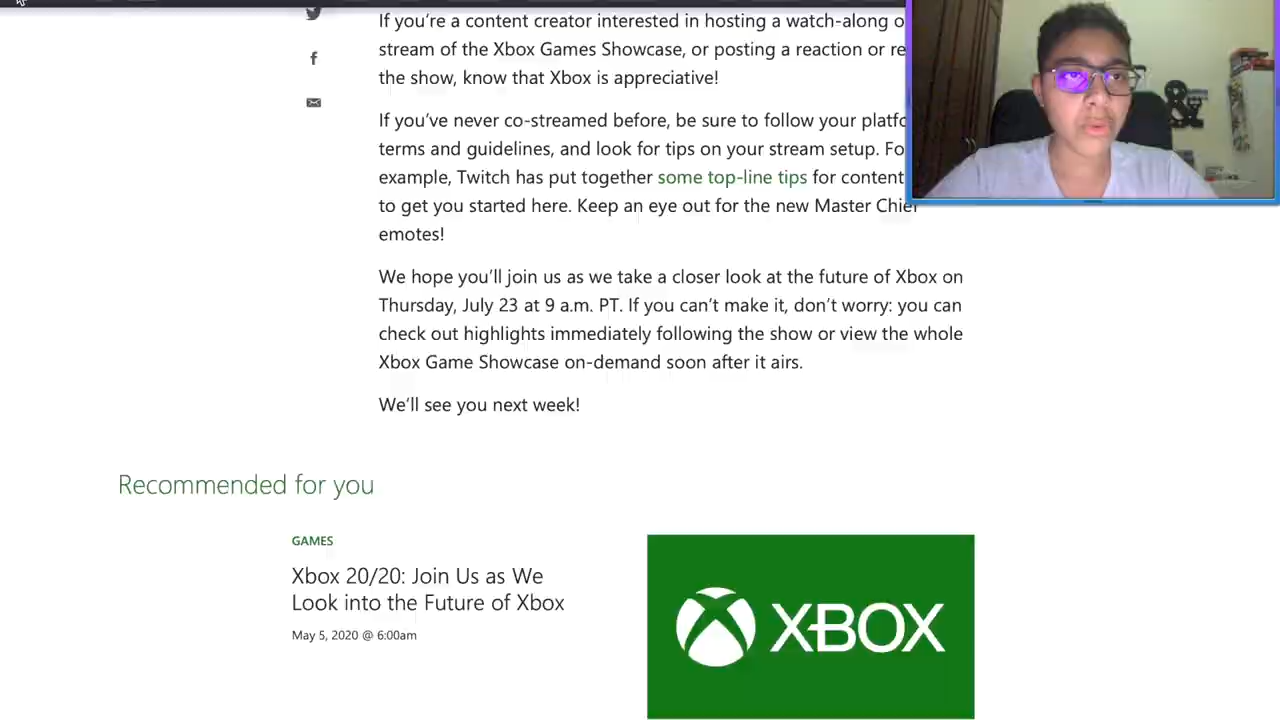 If you're a content creator interested in hosting a watch-along o
stream of the Xbox Games Showcase, or posting a reaction or re
the show, know that Xbox is appreciative!
If you've never co-streamed before, be sure to follow your platfo
terms and guidelines, and look for tips on your stream setup. Fo
example, Twitch has put together some top-line tips for content
to get you started here. Keep an eye out for the new Master Chief
emotes!
We hope you'll join us as we take a closer look at the future of Xbox on
Thursday, July 23 at 9 a.m. PT. If you can't make it, don't worry: you can
check out highlights immediately following the show or view the whole
Xbox Game Showcase on-demand soon after it airs.
We'll see you next week!
Recommended for you
GAMES
Xbox 20/20: Join Us as We
Look into the Future of Xbox
May 5, 2020 @ 6:00am
XBOX
&